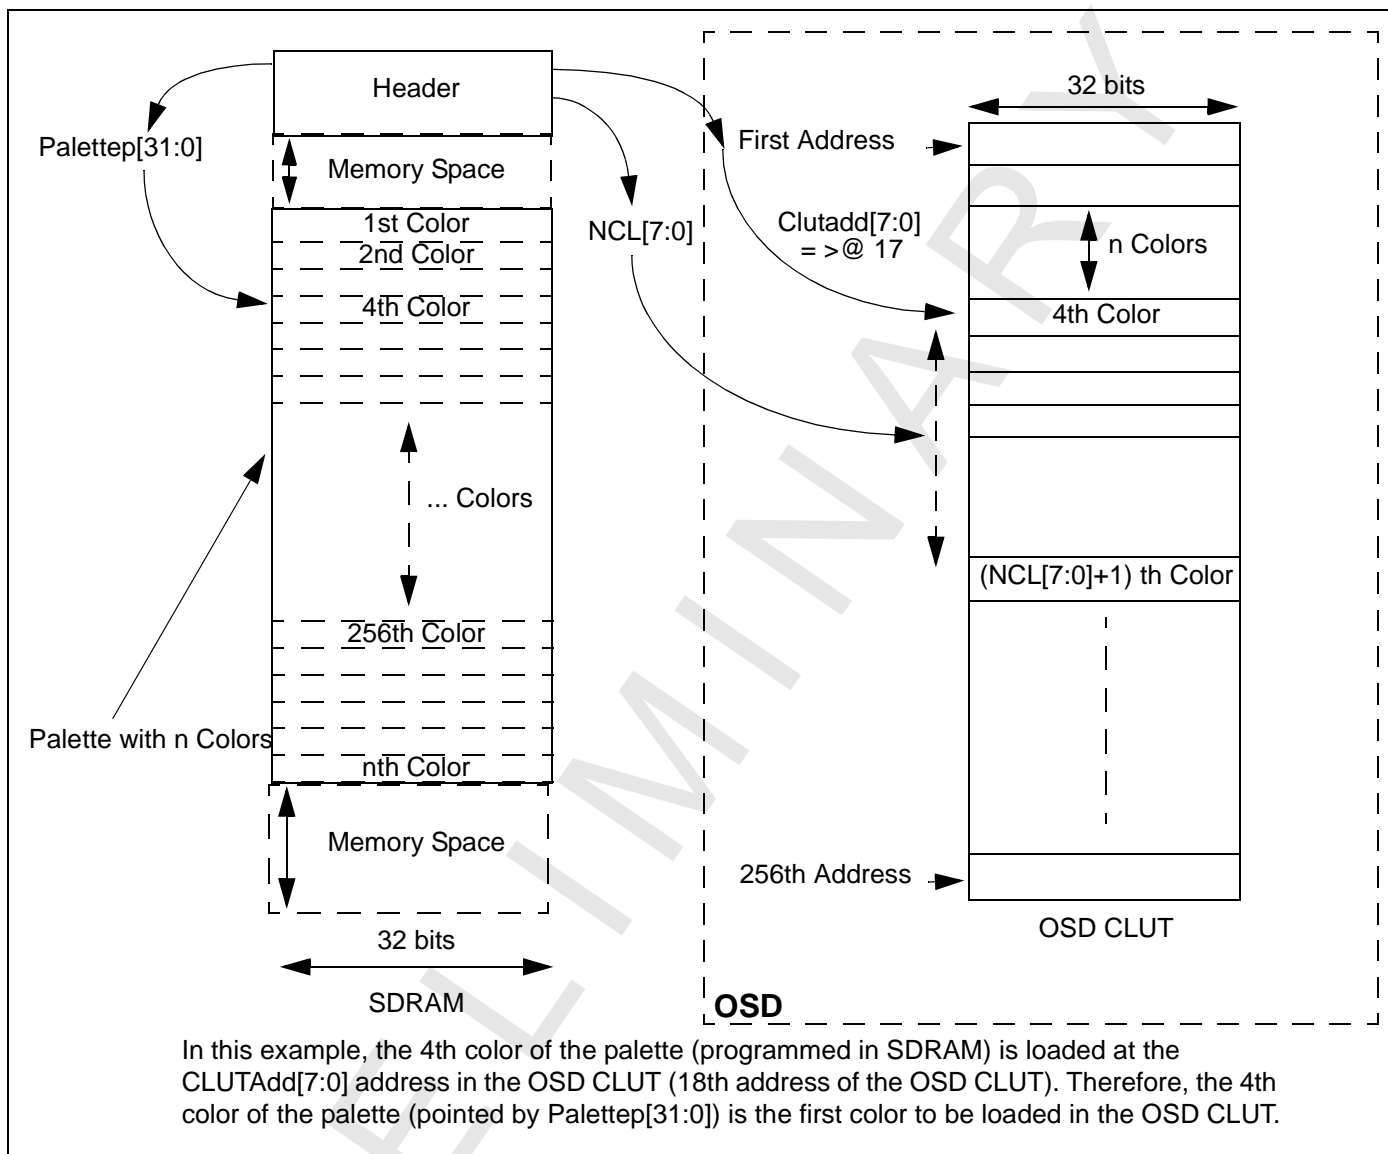 Header
Palettep[31:0]
Memory Space
1st Color
2nd Color
4th Color
... Colors
256th Color
nth Color
Palette with n Colors
Memory Space
32 bits
SDRAM
NCL[7:0]
32 bits
First Address
Clutadd[7:0]
= >@ 17
n Colors
4th Color
(NCL[7:0]+1) th Color
256th Address
OSD CLUT
OSD
In this example, the 4th color of the palette (programmed in SDRAM) is loaded at the
CLUTAdd[7:0] address in the OSD CLUT (18th address of the OSD CLUT). Therefore, the 4th
color of the palette (pointed by Palettep[31:0]) is the first color to be loaded in the OSD CLUT.
ELIMINARY